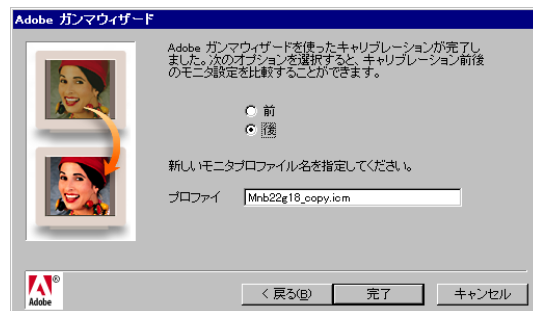 Adobe ガンマウィザード
Adobe ガンマウィザードを使ったキャリブレーションが完了し
ました。次のオプションを選択すると、キャリブレーション前後
のモニタ設定を比較することができます。
前
後
新しいモニタプロファイル名を指定してください。
プロファイ Mnb22g18_copy.icm
Adobe
< 戻る(B) 完了 キャンセル